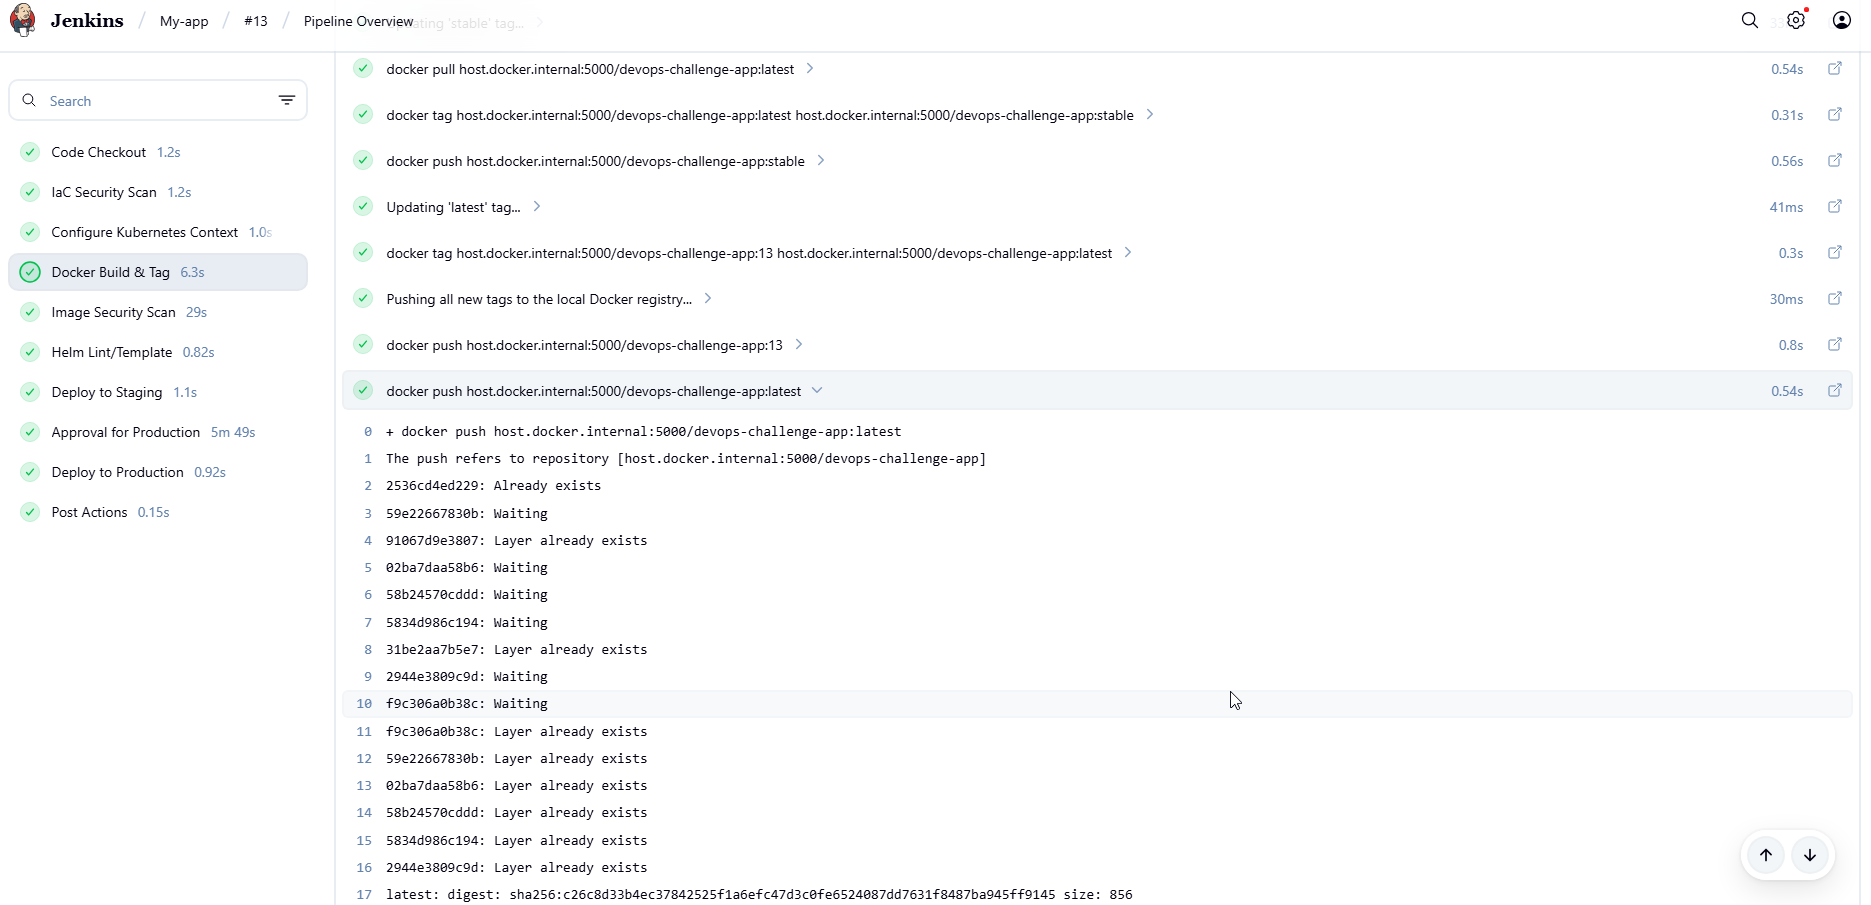 Jenkins / My-app / #13 / Pipeline Overview
Updating 'stable' tag...
Search
Code Checkout 1.2s
IaC Security Scan 1.2s
Configure Kubernetes Context 1.0s
Docker Build & Tag 6.3s
Image Security Scan 29s
Helm Lint/Template 0.82s
Deploy to Staging 1.1s
Approval for Production 5m 49s
Deploy to Production 0.92s
Post Actions 0.15s
docker pull host.docker.internal:5000/devops-challenge-app:latest 0.54s
docker tag host.docker.internal:5000/devops-challenge-app:latest host.docker.internal:5000/devops-challenge-app:stable 0.31s
docker push host.docker.internal:5000/devops-challenge-app:stable 0.56s
Updating 'latest' tag... 41ms
docker tag host.docker.internal:5000/devops-challenge-app:13 host.docker.internal:5000/devops-challenge-app:latest 0.3s
Pushing all new tags to the local Docker registry... 30ms
docker push host.docker.internal:5000/devops-challenge-app:13 0.8s
docker push host.docker.internal:5000/devops-challenge-app:latest 0.54s
0 + docker push host.docker.internal:5000/devops-challenge-app:latest
1 The push refers to repository [host.docker.internal:5000/devops-challenge-app]
2 2536cd4ed229: Already exists
3 59e22667830b: Waiting
4 91067d9e3807: Layer already exists
5 02ba7daa58b6: Waiting
6 58b24570cddd: Waiting
7 5834d986c194: Waiting
8 31be2aa7b5e7: Layer already exists
9 2944e3809c9d: Waiting
10 f9c306a0b38c: Waiting
11 f9c306a0b38c: Layer already exists
12 59e22667830b: Layer already exists
13 02ba7daa58b6: Layer already exists
14 58b24570cddd: Layer already exists
15 5834d986c194: Layer already exists
16 2944e3809c9d: Layer already exists
17 latest: digest: sha256:c26c8d33b4ec37842525f1a6efc47d3c0fe6524087dd7631f8487ba945ff9145 size: 856